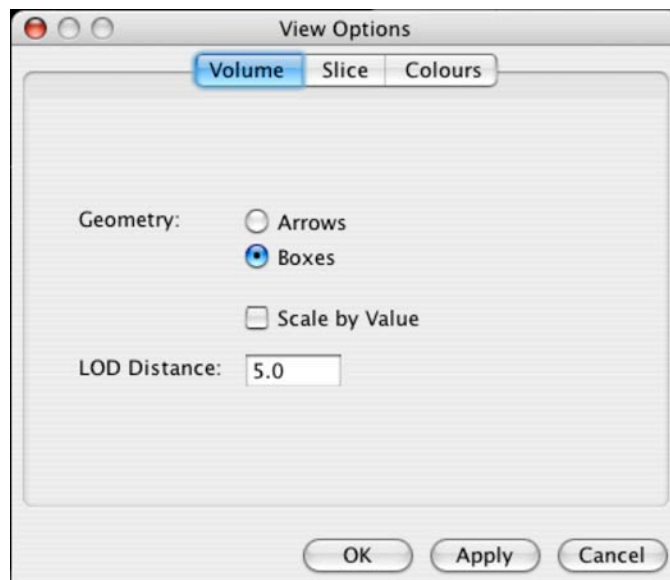 View Options
Volume Slice Colours
Geometry: Arrows
Boxes
Scale by Value
LOD Distance: 5.0
OK Apply Cancel